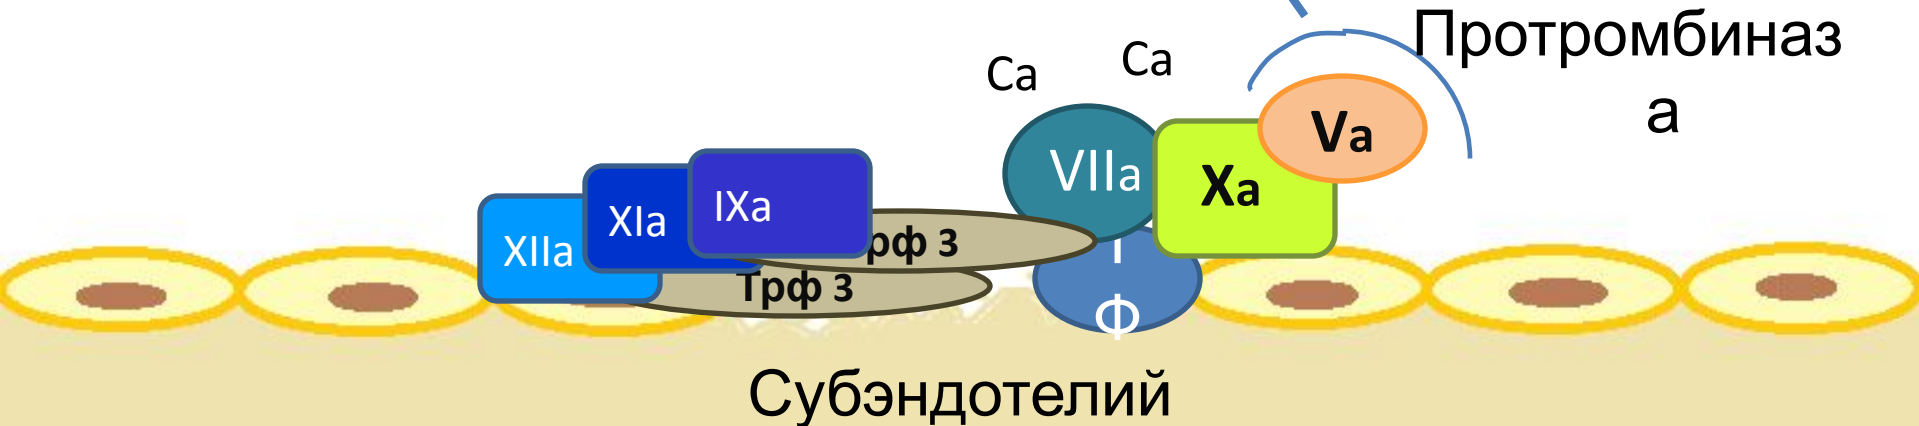 Протромбиназ
а
Ca
Ca
Va
VIIa
Xa
IXa
XIa
XIIa
рф 3
Трф 3
Ф
Субэндотелий